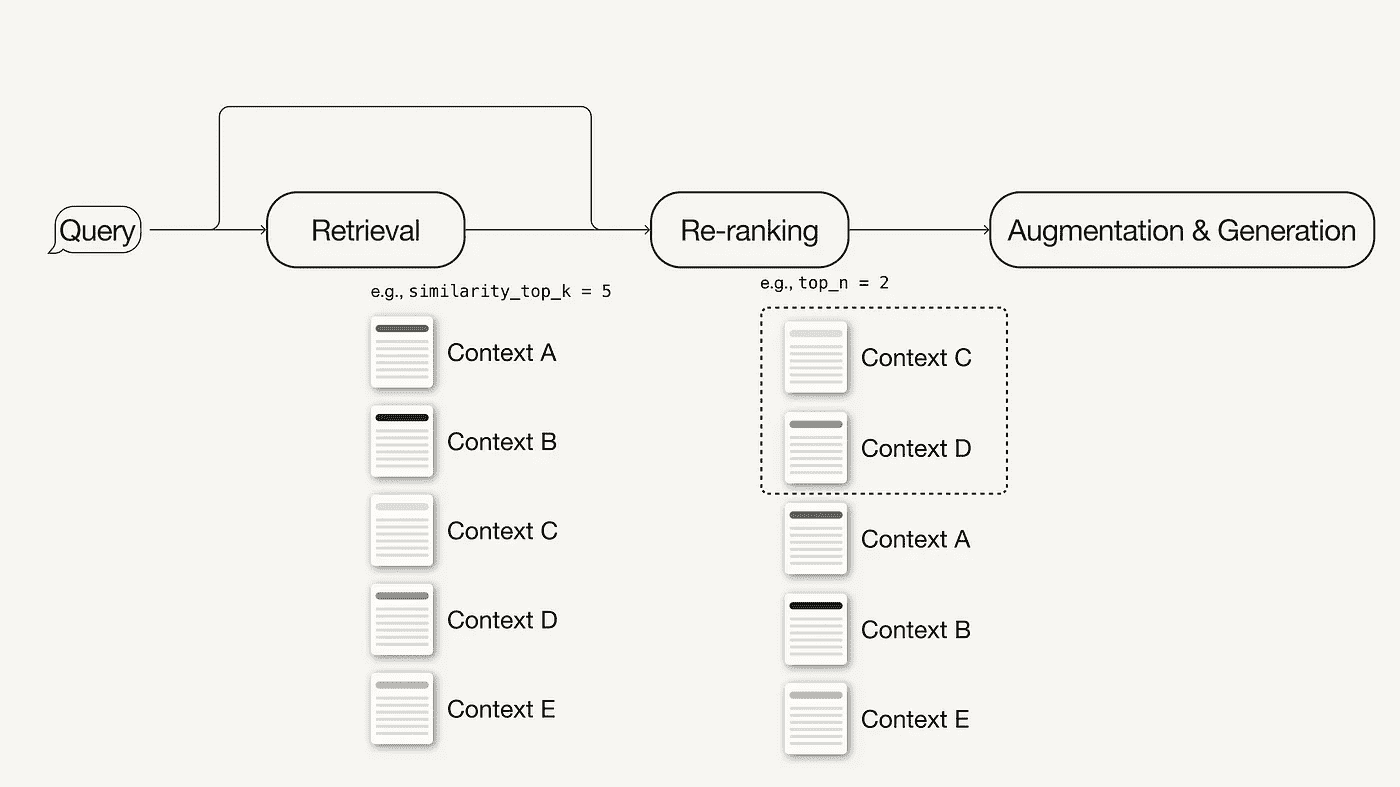 Query
Retrieval
Re-ranking
Augmentation & Generation
e.g., similarity_top_k = 5
Context A
Context B
Context C
Context D
Context E
e.g., top_n = 2
Context C
Context D
Context A
Context B
Context E